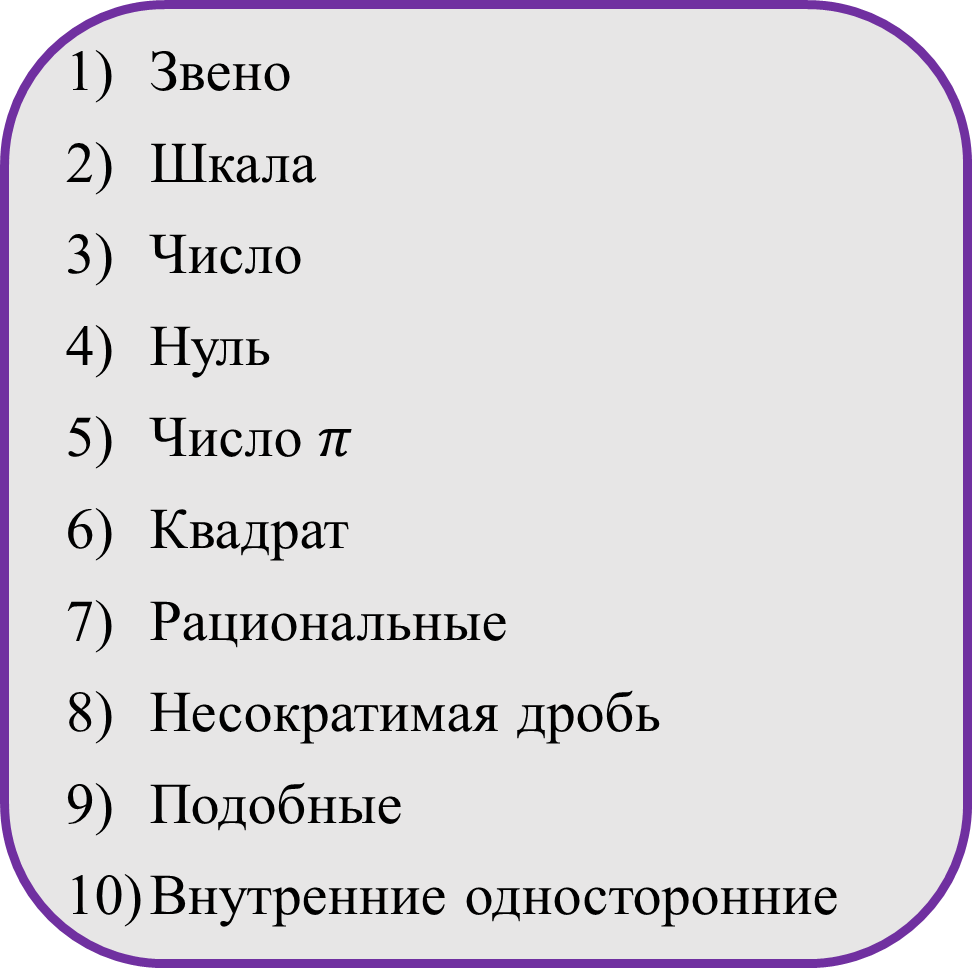 1) Звено
2) Шкала
3) Число
4) Нуль
5) Число π
6) Квадрат
7) Рациональные
8) Несократимая дробь
9) Подобные
10) Внутренние односторонние